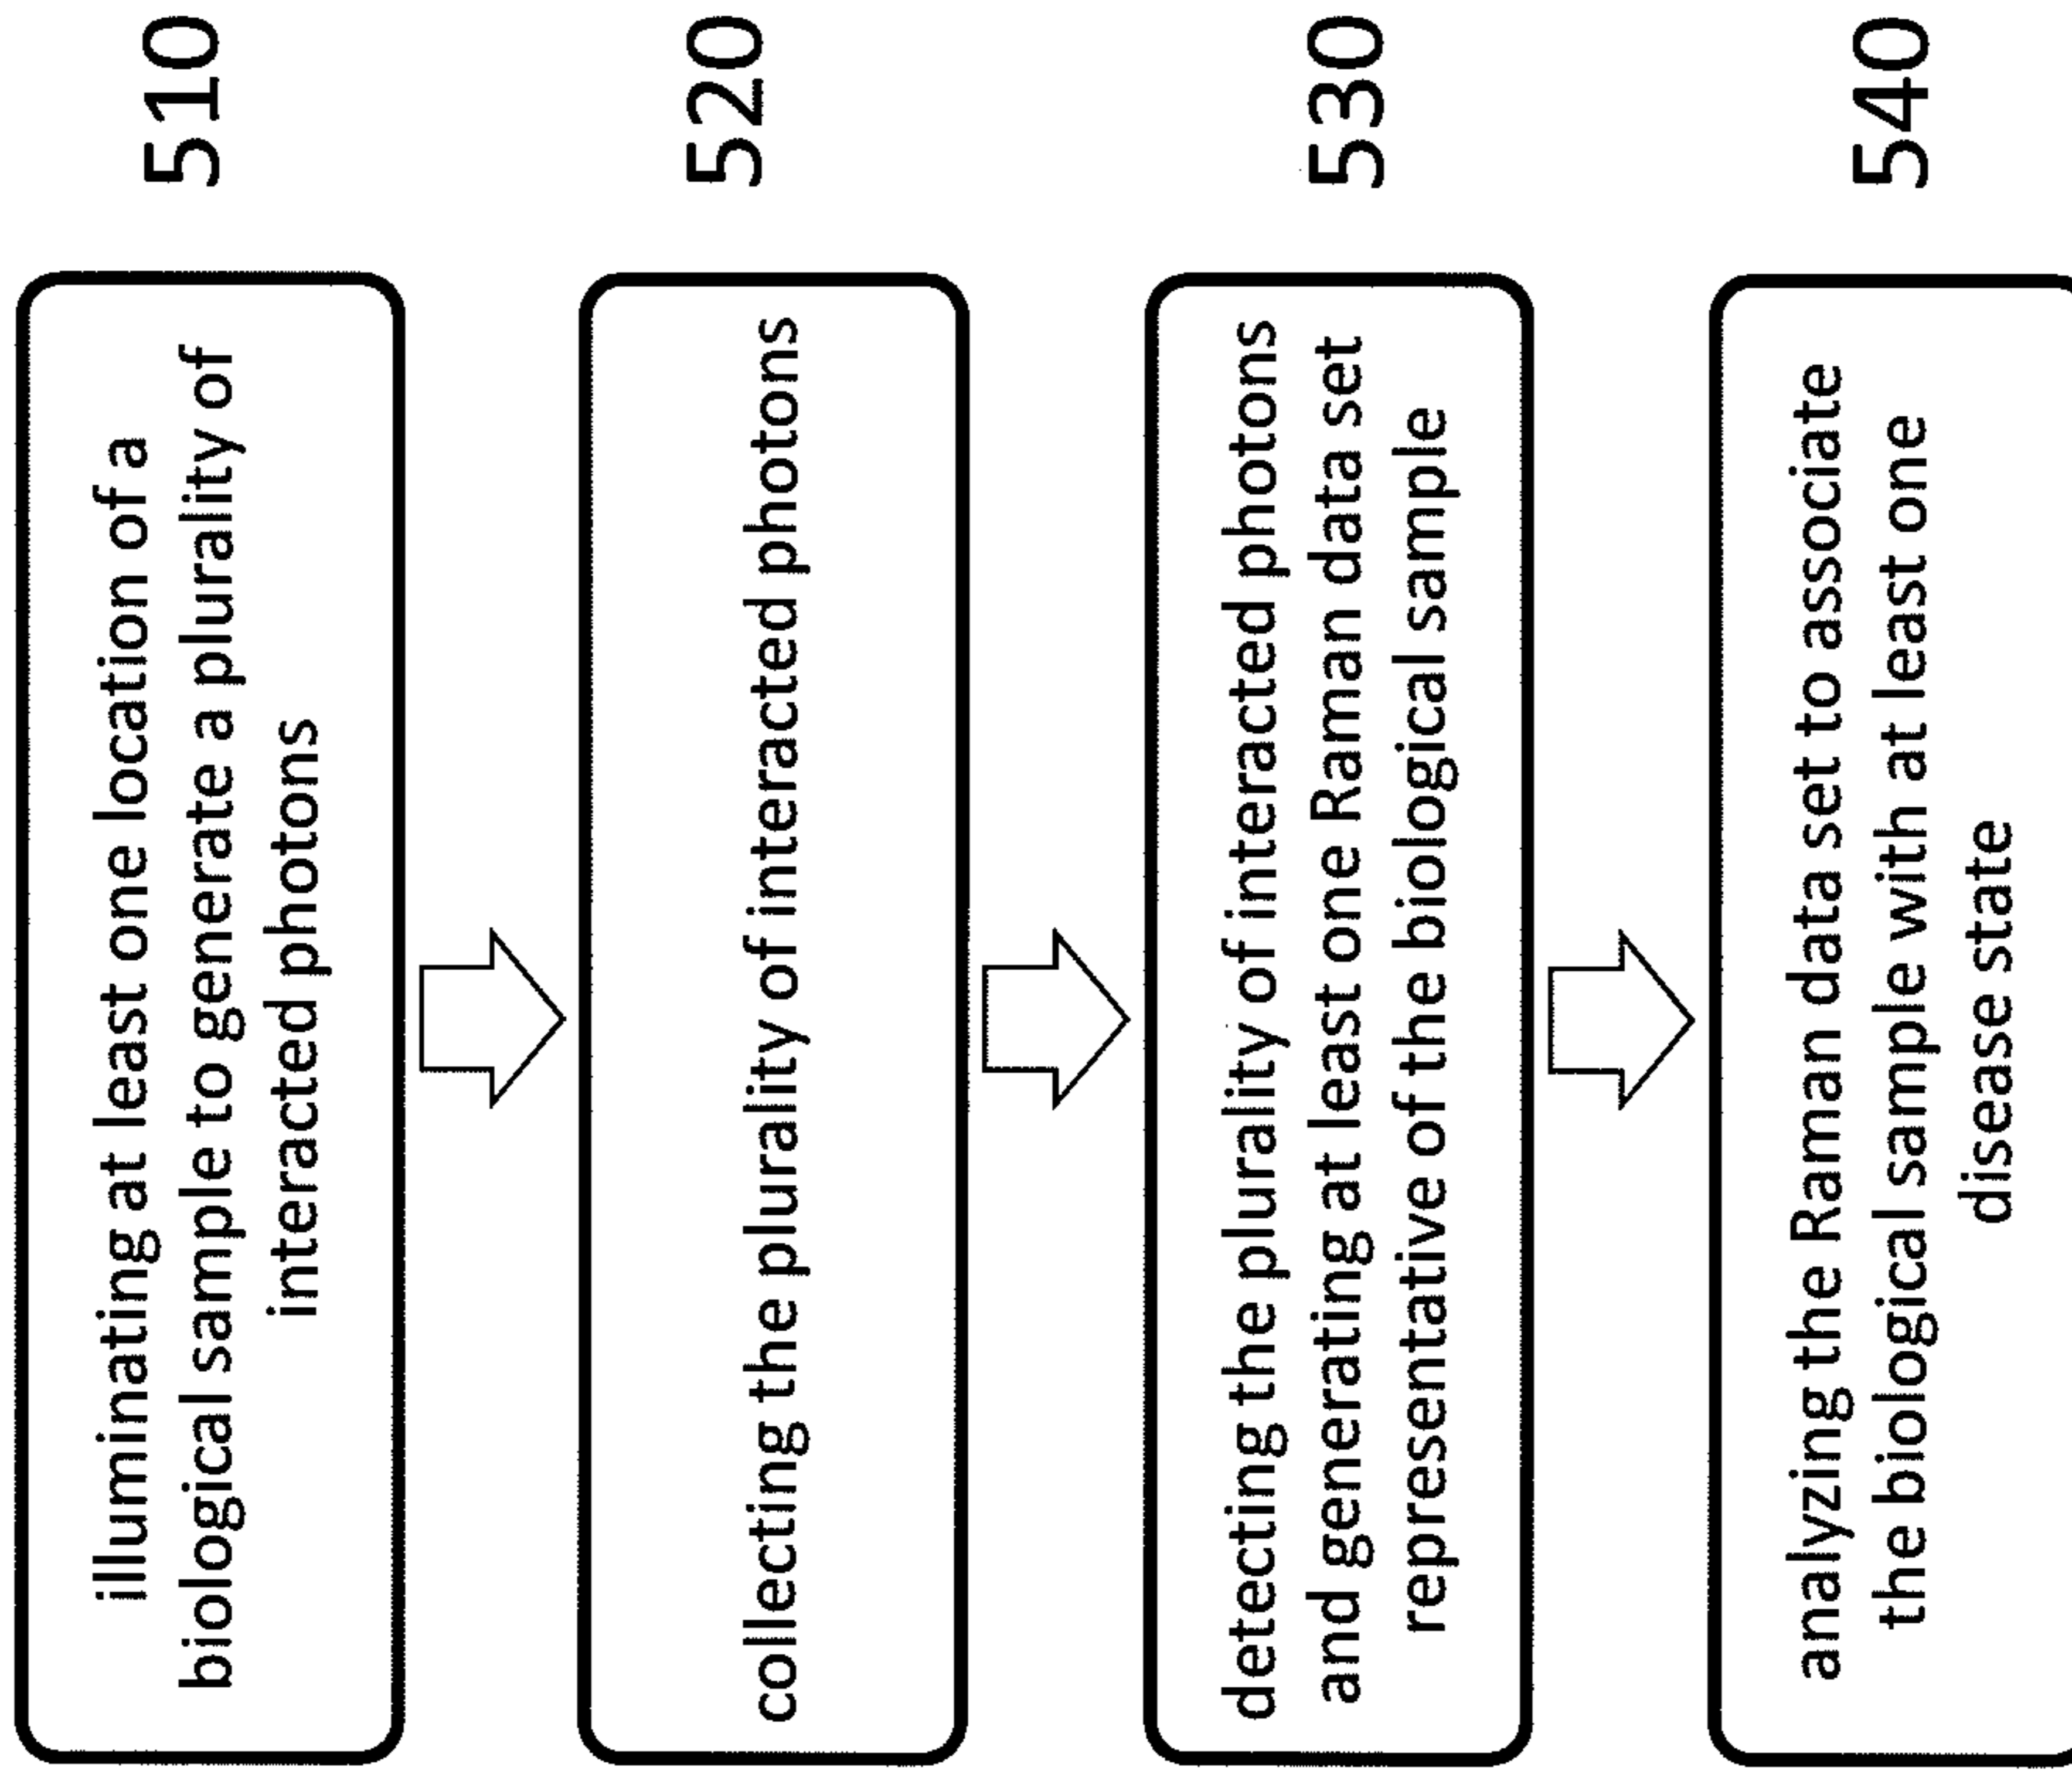 illuminating at least one location of a
biological sample to generate a plurality of
interacted photons
510
collecting the plurality of interacted photons
520
detecting the plurality of interacted photons
and generating at least one Raman data set
representative of the biological sample
530
analyzing the Raman data set to associate
the biological sample with at least one
disease state
540